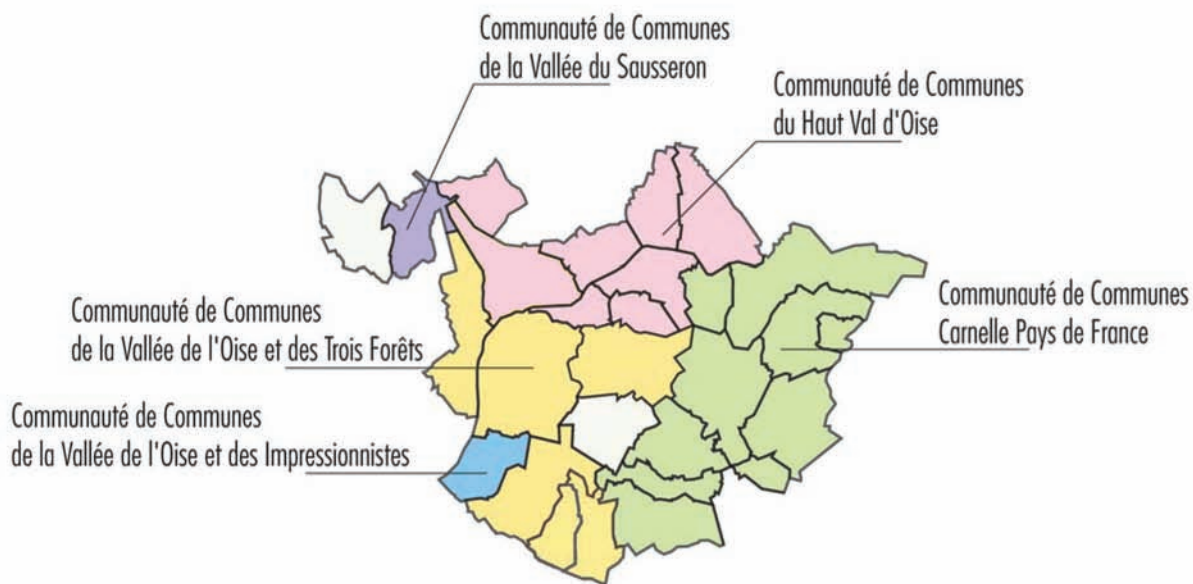 Communauté de Communes
de la Vallée du Sausseron
Communauté de Communes
du Haut Val d'Oise
Communauté de Communes
de la Vallée de l'Oise et des Trois Forêts
Communauté de Communes
Carnelle Pays de France
Communauté de Communes
de la Vallée de l'Oise et des Impressionnistes